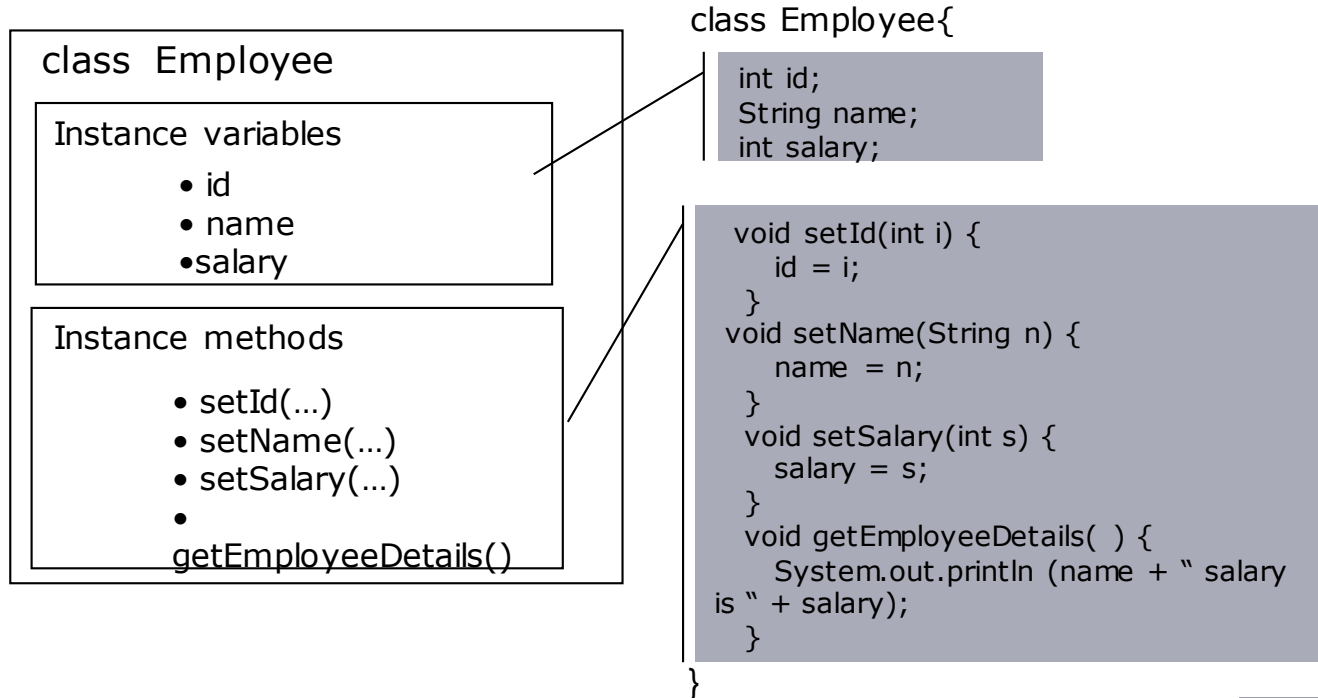 class Employee
Instance variables
• id
• name
•salary
Instance methods
• setId(…)
• setName(…)
• setSalary(…)
•
getEmployeeDetails()
class Employee{
int id;
String name;
int salary;
void setId(int i) {
id = i;
}
void setName(String n) {
name = n;
}
void setSalary(int s) {
salary = s;
}
void getEmployeeDetails( ) {
System.out.println (name + “ salary
is “ + salary);
}
}